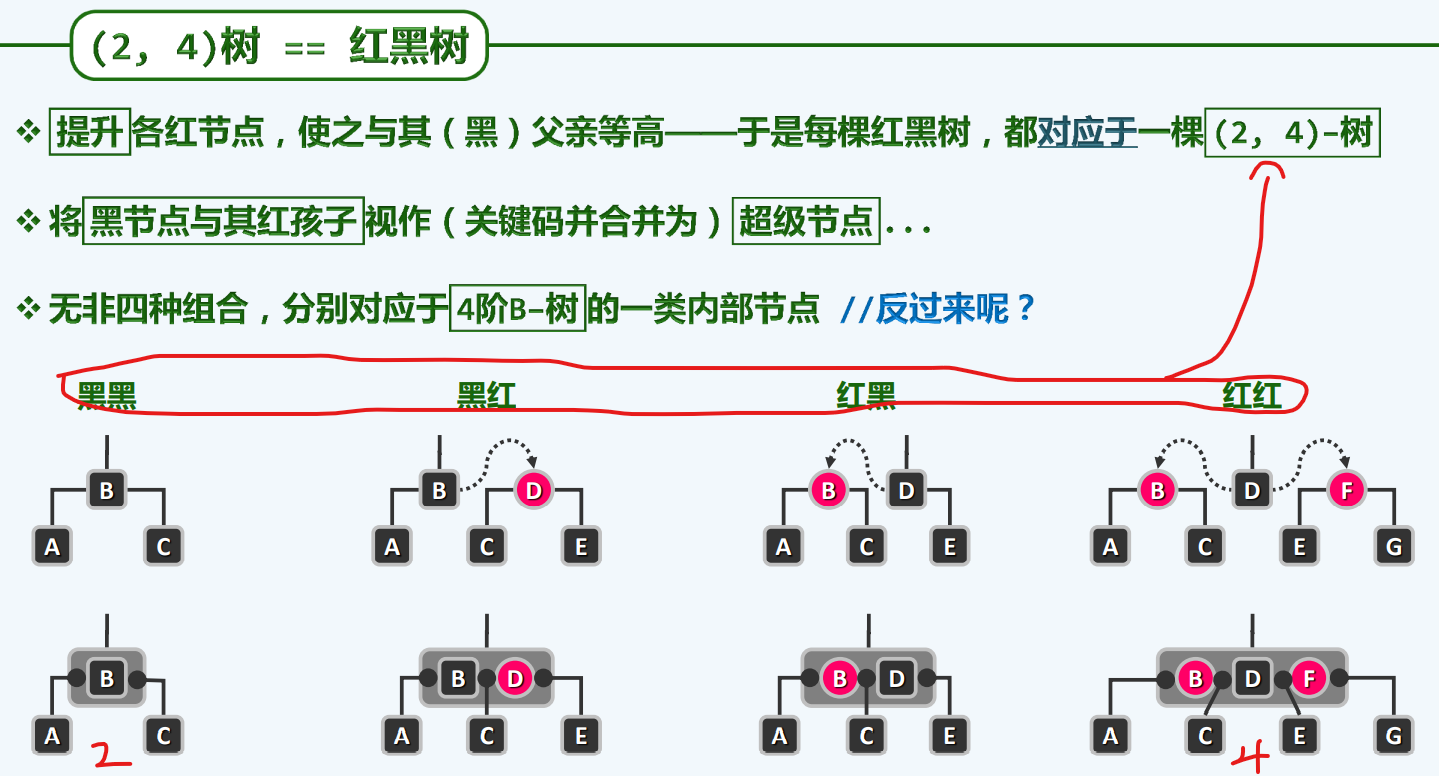 (2, 4)树 == 红黑树
❖ 提升各红节点，使之与其（黑）父亲等高——于是每棵红黑树，都对应于一棵(2, 4)-树
❖ 将黑节点与其红孩子视作（关键码并合并为）超级节点...
❖ 无非四种组合，分别对应于4阶B-树的一类内部节点 //反过来呢？
黑黑 黑红 红黑 红红
B B D B D B D F
A C A C E A C E A C E G
B B D B D B D F
A C A C E A C E A C E G
2 4